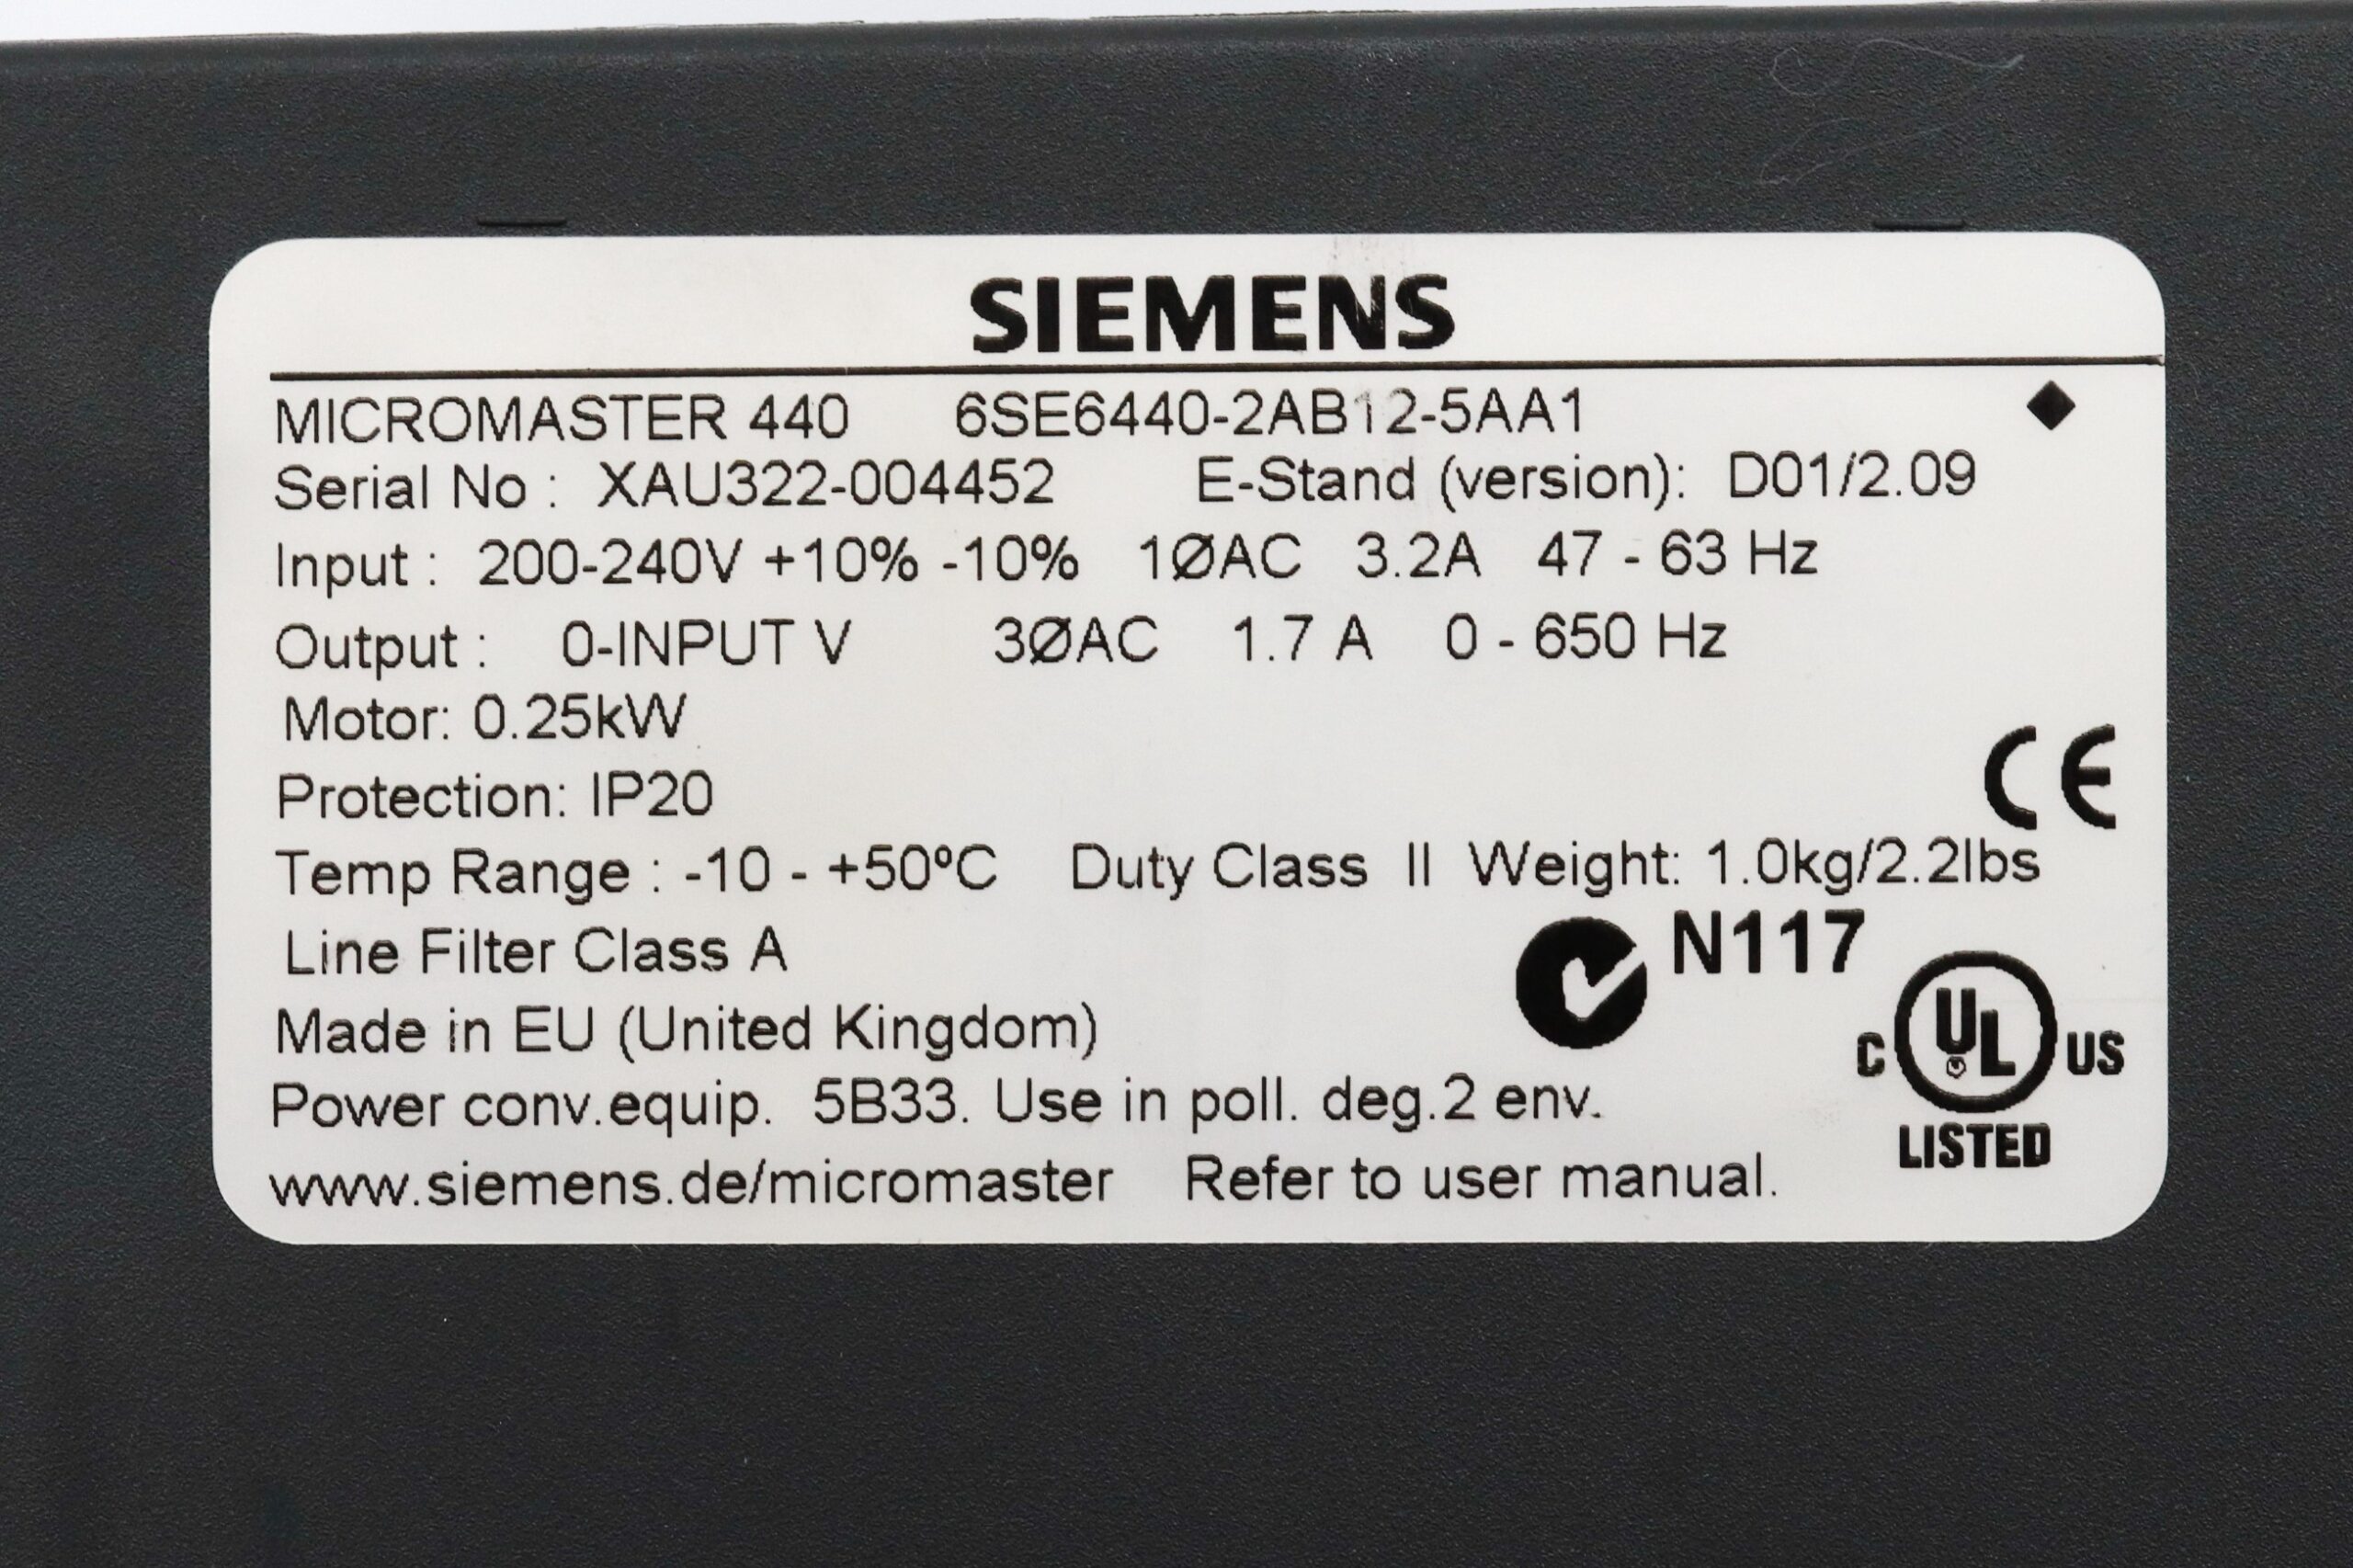 SIEMENS
MICROMASTER 440 6SE6440-2AB12-5AA1
Serial No : XAU322-004452 E-Stand (version): D01/2.09
Input : 200-240V +10% -10% 1ØAC 3.2A 47 - 63 Hz
Output : 0-INPUT V 3ØAC 1.7 A 0 - 650 Hz
Motor: 0.25kW
Protection: IP20
CE
Temp Range : -10 - +50ºC Duty Class II Weight: 1.0kg/2.2lbs
Line Filter Class A
N117
Made in EU (United Kingdom)
C UL US
LISTED
Power conv.equip. 5B33. Use in poll. deg.2 env.
www.siemens.de/micromaster Refer to user manual.